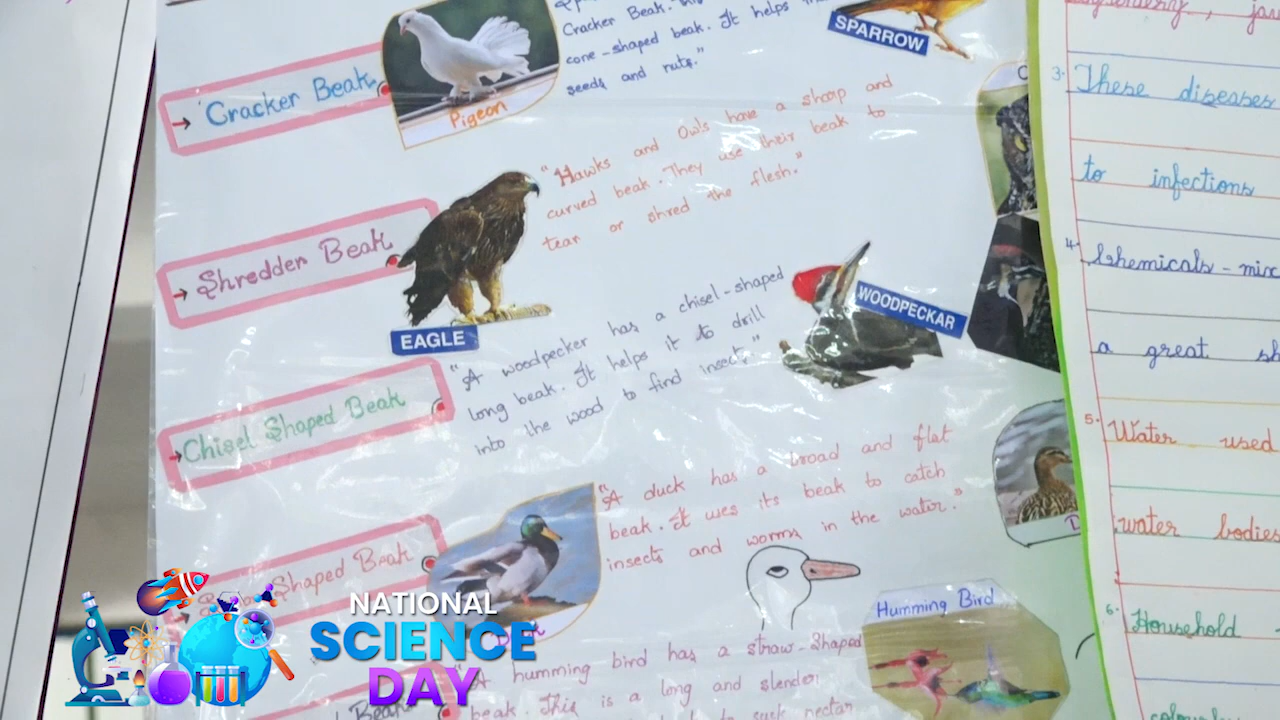 Cracker Beak
Pigeon
Cracker Beak.
cone-shaped beak. It helps
seeds and nuts."
SPARROW
Shredder Beak
EAGLE
"Hawks and Owls have a sharp and
curved beak. They use their beak to
tear or shred the flesh."
Chisel Shaped Beak
"A woodpecker has a chisel-shaped
long beak. It helps it to drill
into the wood to find insect."
WOODPECKAR
Shaped Beak
"A duck has a broad and flat
beak. It uses its beak to catch
insects and worms in the water."
Humming Bird
"A humming bird has a straw-Shaped
beak. This is a long and slender
to suck nectar
3. These diseases
to infections
4. Chemicals - mix
a great
5. Water used
water bodies
6. Household
NATIONAL
SCIENCE
DAY